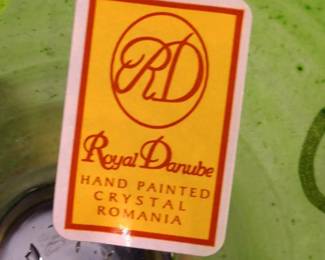 RD
Royal Danube
HAND PAINTED
CRYSTAL
ROMANIA